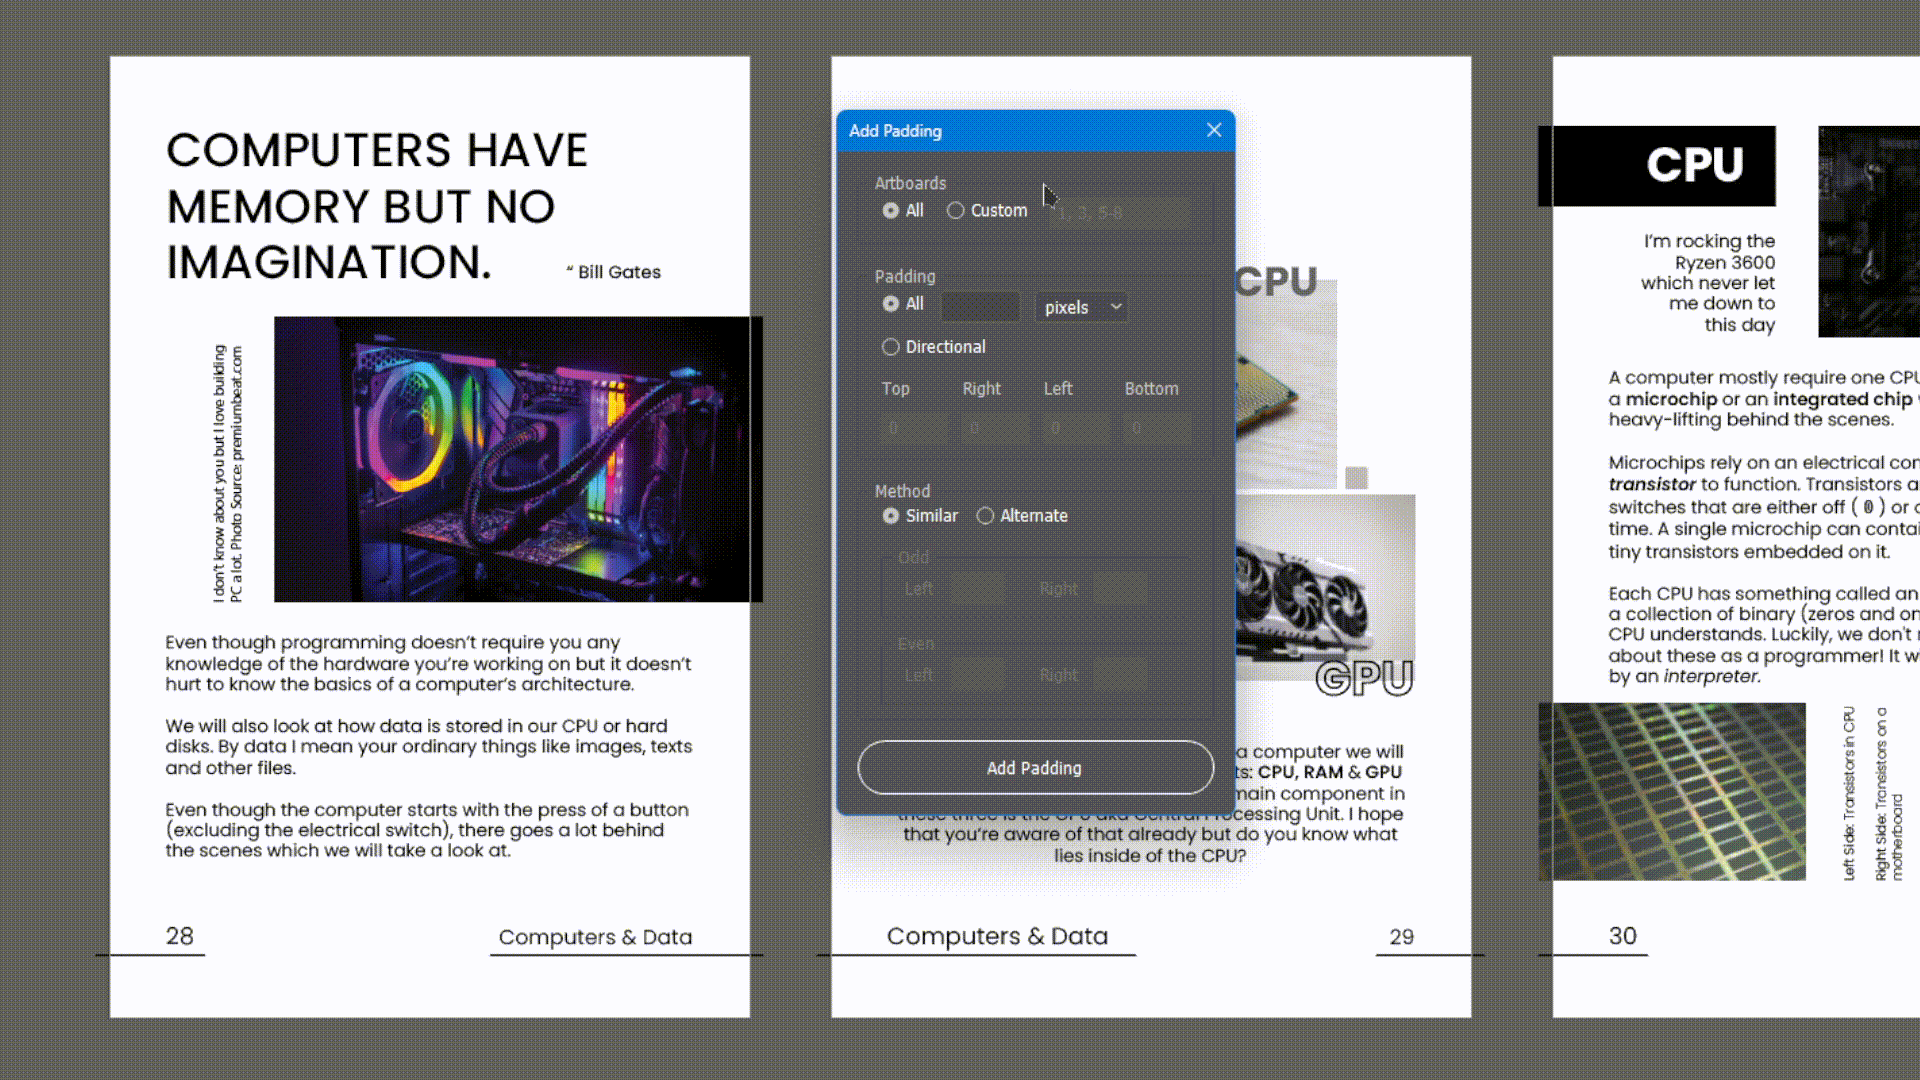 COMPUTERS HAVE
MEMORY BUT NO
IMAGINATION.
“ Bill Gates
I don't know about you but I love building
PC a lot. Photo Source: premiumbeat.com
Even though programming doesn't require you any
knowledge of the hardware you're working on but it doesn't
hurt to know the basics of a computer's architecture.
We will also look at how data is stored in our CPU or hard
disks. By data I mean your ordinary things like images, texts
and other files.
Even though the computer starts with the press of a button
(excluding the electrical switch), there goes a lot behind
the scenes which we will take a look at.
28
Computers & Data
Add Padding
Artboards
All
Custom
1, 3, 5-8
Padding
All
pixels
Directional
Top
Right
Left
Bottom
0
0
0
0
Method
Similar
Alternate
Odd
Left
Right
Even
Left
Right
Add Padding
CPU
GPU
a computer we will
ts: CPU, RAM & GPU
main component in
these three is the CPU aka Central Processing Unit. I hope
that you're aware of that already but do you know what
lies inside of the CPU?
Computers & Data
29
CPU
I'm rocking the
Ryzen 3600
which never let
me down to
this day
A computer mostly require one CPU
a microchip or an integrated chip
heavy-lifting behind the scenes.
Microchips rely on an electrical
transistor to function. Transistors
switches that are either off ( 0 ) or
time. A single microchip can
tiny transistors embedded on it.
Each CPU has something called an
a collection of binary (zeros and
CPU understands. Luckily, we don't
about these as a programmer! It
by an interpreter.
Left Side: Transistors in CPU
Right Side: Transistors on a
motherboard
30